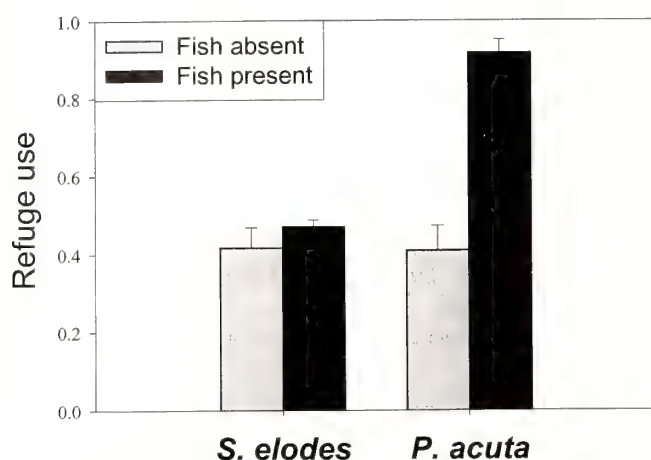 1.0
Fish absent
Fish present
0.8
0.6
0.4
0.2
0.0
Refuge use
S. elodes P. acuta